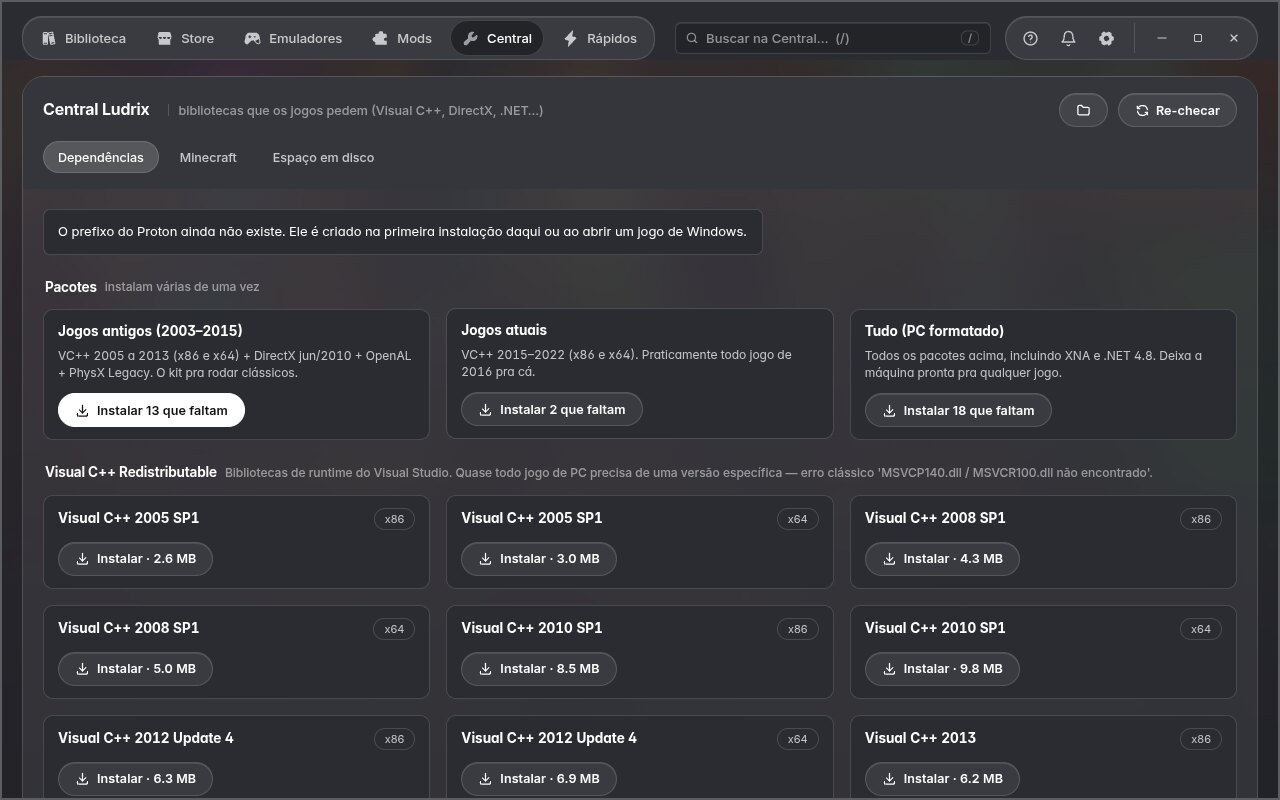 Biblioteca
Store
Emuladores
Mods
Central
Rápidos
Buscar na Central... (/)
/
Central Ludrix
bibliotecas que os jogos pedem (Visual C++, DirectX, .NET...)
Re-checar
Dependências
Minecraft
Espaço em disco
O prefixo do Proton ainda não existe. Ele é criado na primeira instalação daqui ou ao abrir um jogo de Windows.
Pacotes instalam várias de uma vez
Jogos antigos (2003–2015)
VC++ 2005 a 2013 (x86 e x64) + DirectX jun/2010 + OpenAL
+ PhysX Legacy. O kit pra rodar clássicos.
Instalar 13 que faltam
Jogos atuais
VC++ 2015–2022 (x86 e x64). Praticamente todo jogo de
2016 pra cá.
Instalar 2 que faltam
Tudo (PC formatado)
Todos os pacotes acima, incluindo XNA e .NET 4.8. Deixa a
máquina pronta pra qualquer jogo.
Instalar 18 que faltam
Visual C++ Redistributable Bibliotecas de runtime do Visual Studio. Quase todo jogo de PC precisa de uma versão específica — erro clássico 'MSVCP140.dll / MSVCR100.dll não encontrado'.
Visual C++ 2005 SP1
x86
Instalar · 2.6 MB
Visual C++ 2005 SP1
x64
Instalar · 3.0 MB
Visual C++ 2008 SP1
x86
Instalar · 4.3 MB
Visual C++ 2008 SP1
x64
Instalar · 5.0 MB
Visual C++ 2010 SP1
x86
Instalar · 8.5 MB
Visual C++ 2010 SP1
x64
Instalar · 9.8 MB
Visual C++ 2012 Update 4
x86
Instalar · 6.3 MB
Visual C++ 2012 Update 4
x64
Instalar · 6.9 MB
Visual C++ 2013
x86
Instalar · 6.2 MB